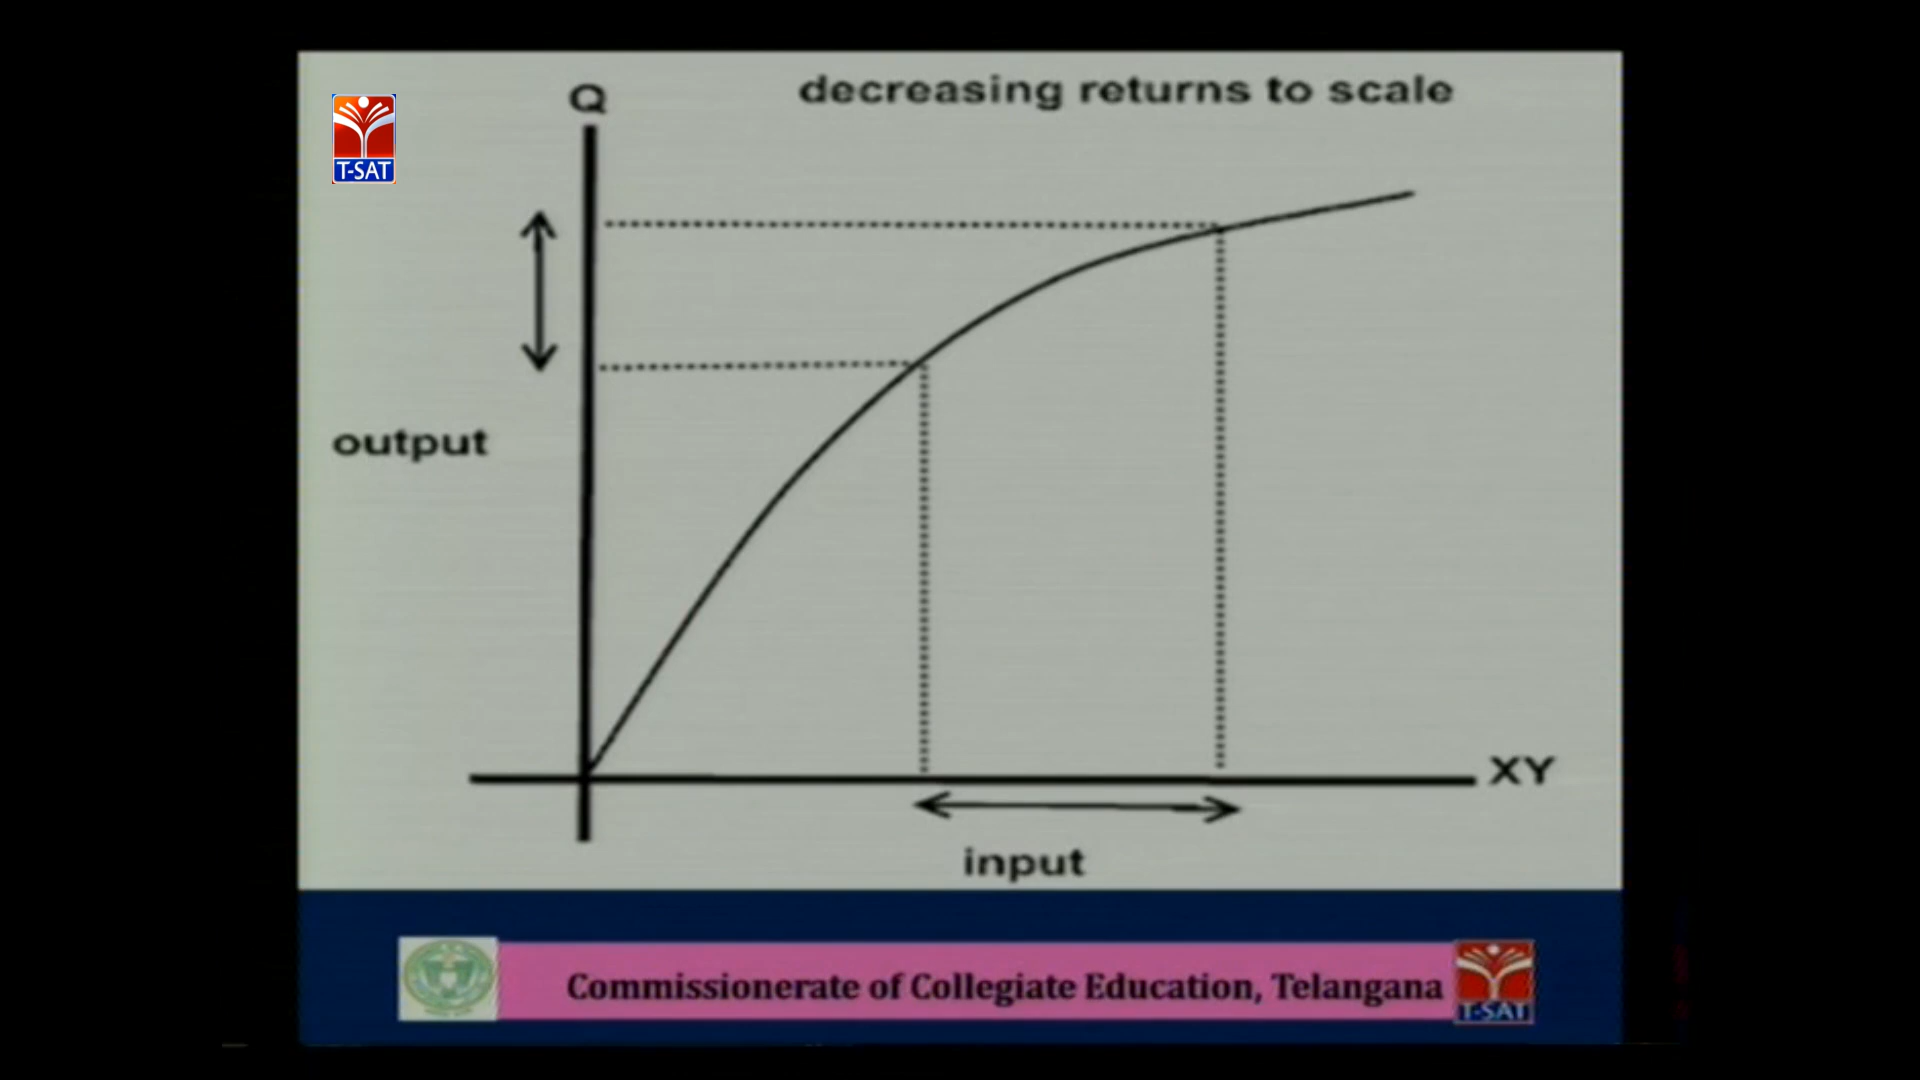 Q
decreasing returns to scale
T-SAT
output
XY
input
Commissionerate of Collegiate Education, Telangana
T-SAT